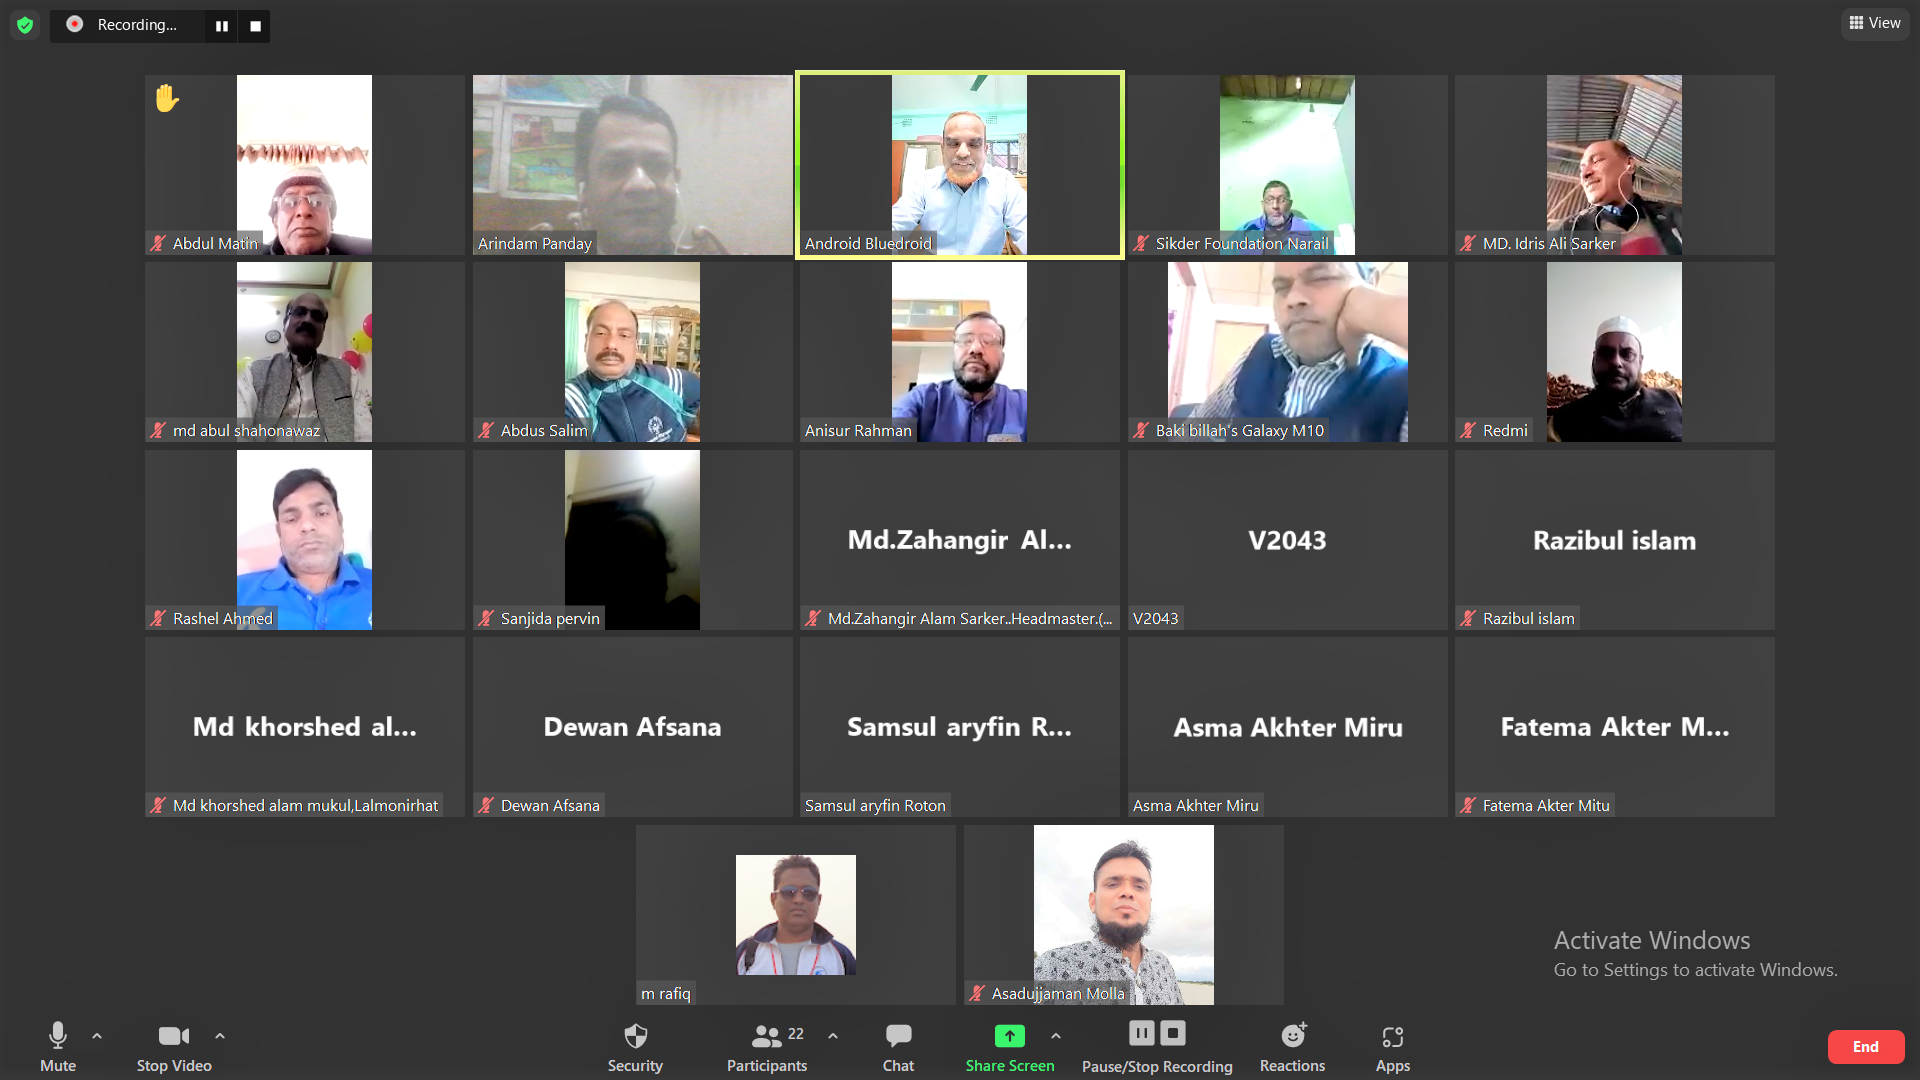 Recording...
View
Abdul Matin
Arindam Panday
Android Bluedroid
Sikder Foundation Narail
MD. Idris Ali Sarker
md abul shahonawaz
Abdus Salim
Anisur Rahman
Baki billah's Galaxy M10
Redmi
Rashel Ahmed
Sanjida pervin
Md.Zahangir Al...
Md.Zahangir Alam Sarker..Headmaster.(...
V2043
V2043
Razibul islam
Razibul islam
Md khorshed al...
Md khorshed alam mukul,Lalmonirhat
Dewan Afsana
Dewan Afsana
Samsul aryfin R...
Samsul aryfin Roton
Asma Akhter Miru
Asma Akhter Miru
Fatema Akter M...
Fatema Akter Mitu
m rafiq
Asadujjaman Molla
Activate Windows
Go to Settings to activate Windows.
Mute
Stop Video
Security
Participants 22
Chat
Share Screen
Pause/Stop Recording
Reactions
Apps
End